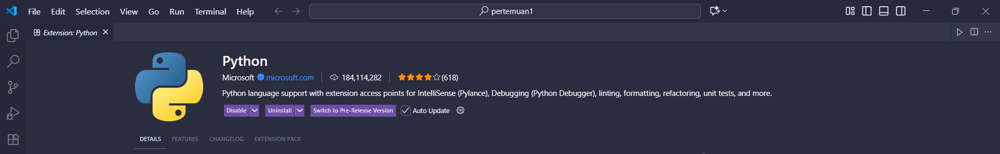 File Edit Selection View Go Run Terminal Help pertemuan1
Extension: Python
Python
Microsoft microsoft.com 184,114,282 (618)
Python language support with extension access points for IntelliSense (Pylance), Debugging (Python Debugger), linting, formatting, refactoring, unit tests, and more.
Disable Uninstall Switch to Pre-Release Version Auto Update
DETAILS FEATURES CHANGELOG EXTENSION PACK